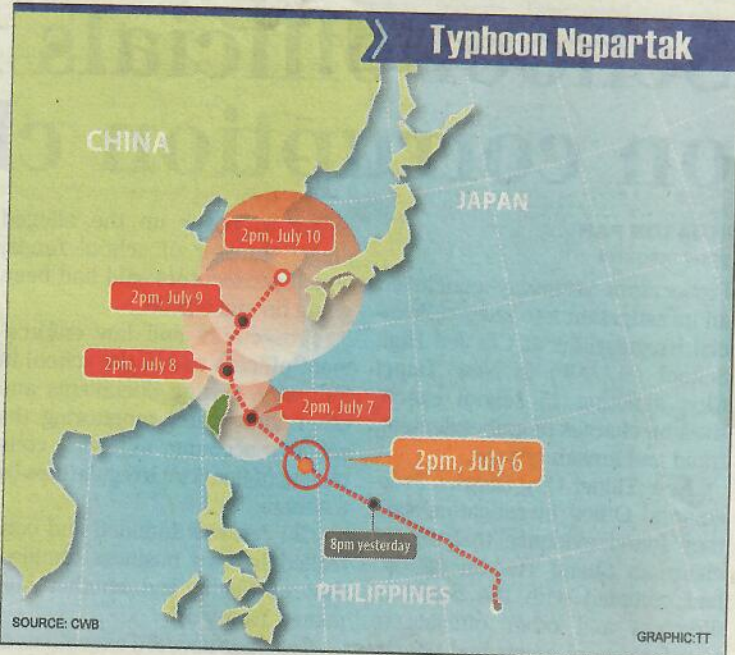 Typhoon Nepartak
CHINA
JAPAN
2pm, July 10
2pm, July 9
2pm, July 8
2pm, July 7
2pm, July 6
8pm yesterday
PHILIPPINES
SOURCE: CWB
GRAPHIC:TT